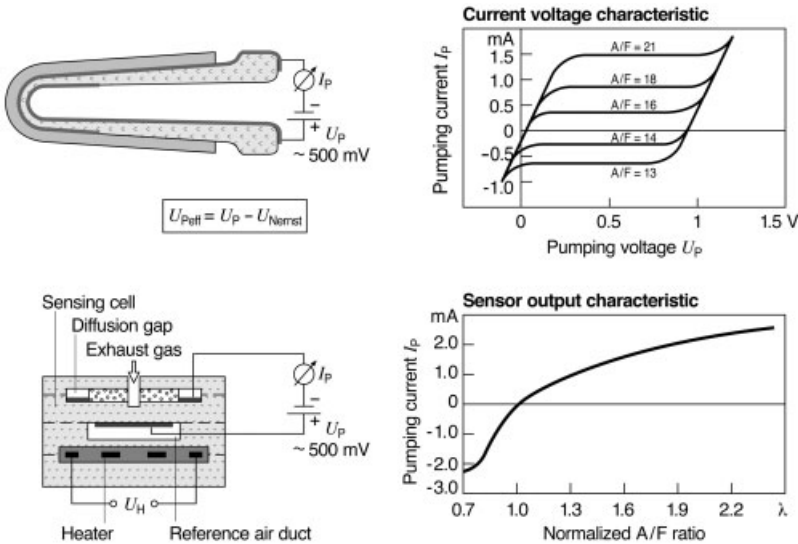 I_P
−
+ U_P
~ 500 mV
U_Peff = U_P − U_Nernst
Current voltage characteristic
mA
1.5
1.0
0.5
0
−0.5
-1.0
Pumping current I_P
A/F = 21
A/F = 18
A/F = 16
A/F = 14
A/F = 13
0 0.5 1 1.5 V
Pumping voltage U_P
Sensing cell
Diffusion gap
Exhaust gas
I_P
−
+ U_P
~ 500 mV
U_H
Heater Reference air duct
Sensor output characteristic
mA
2.0
1.0
0
-1.0
-2.0
-3.0
Pumping current I_P
0.7 1.0 1.3 1.6 1.9 2.2 λ
Normalized A/F ratio